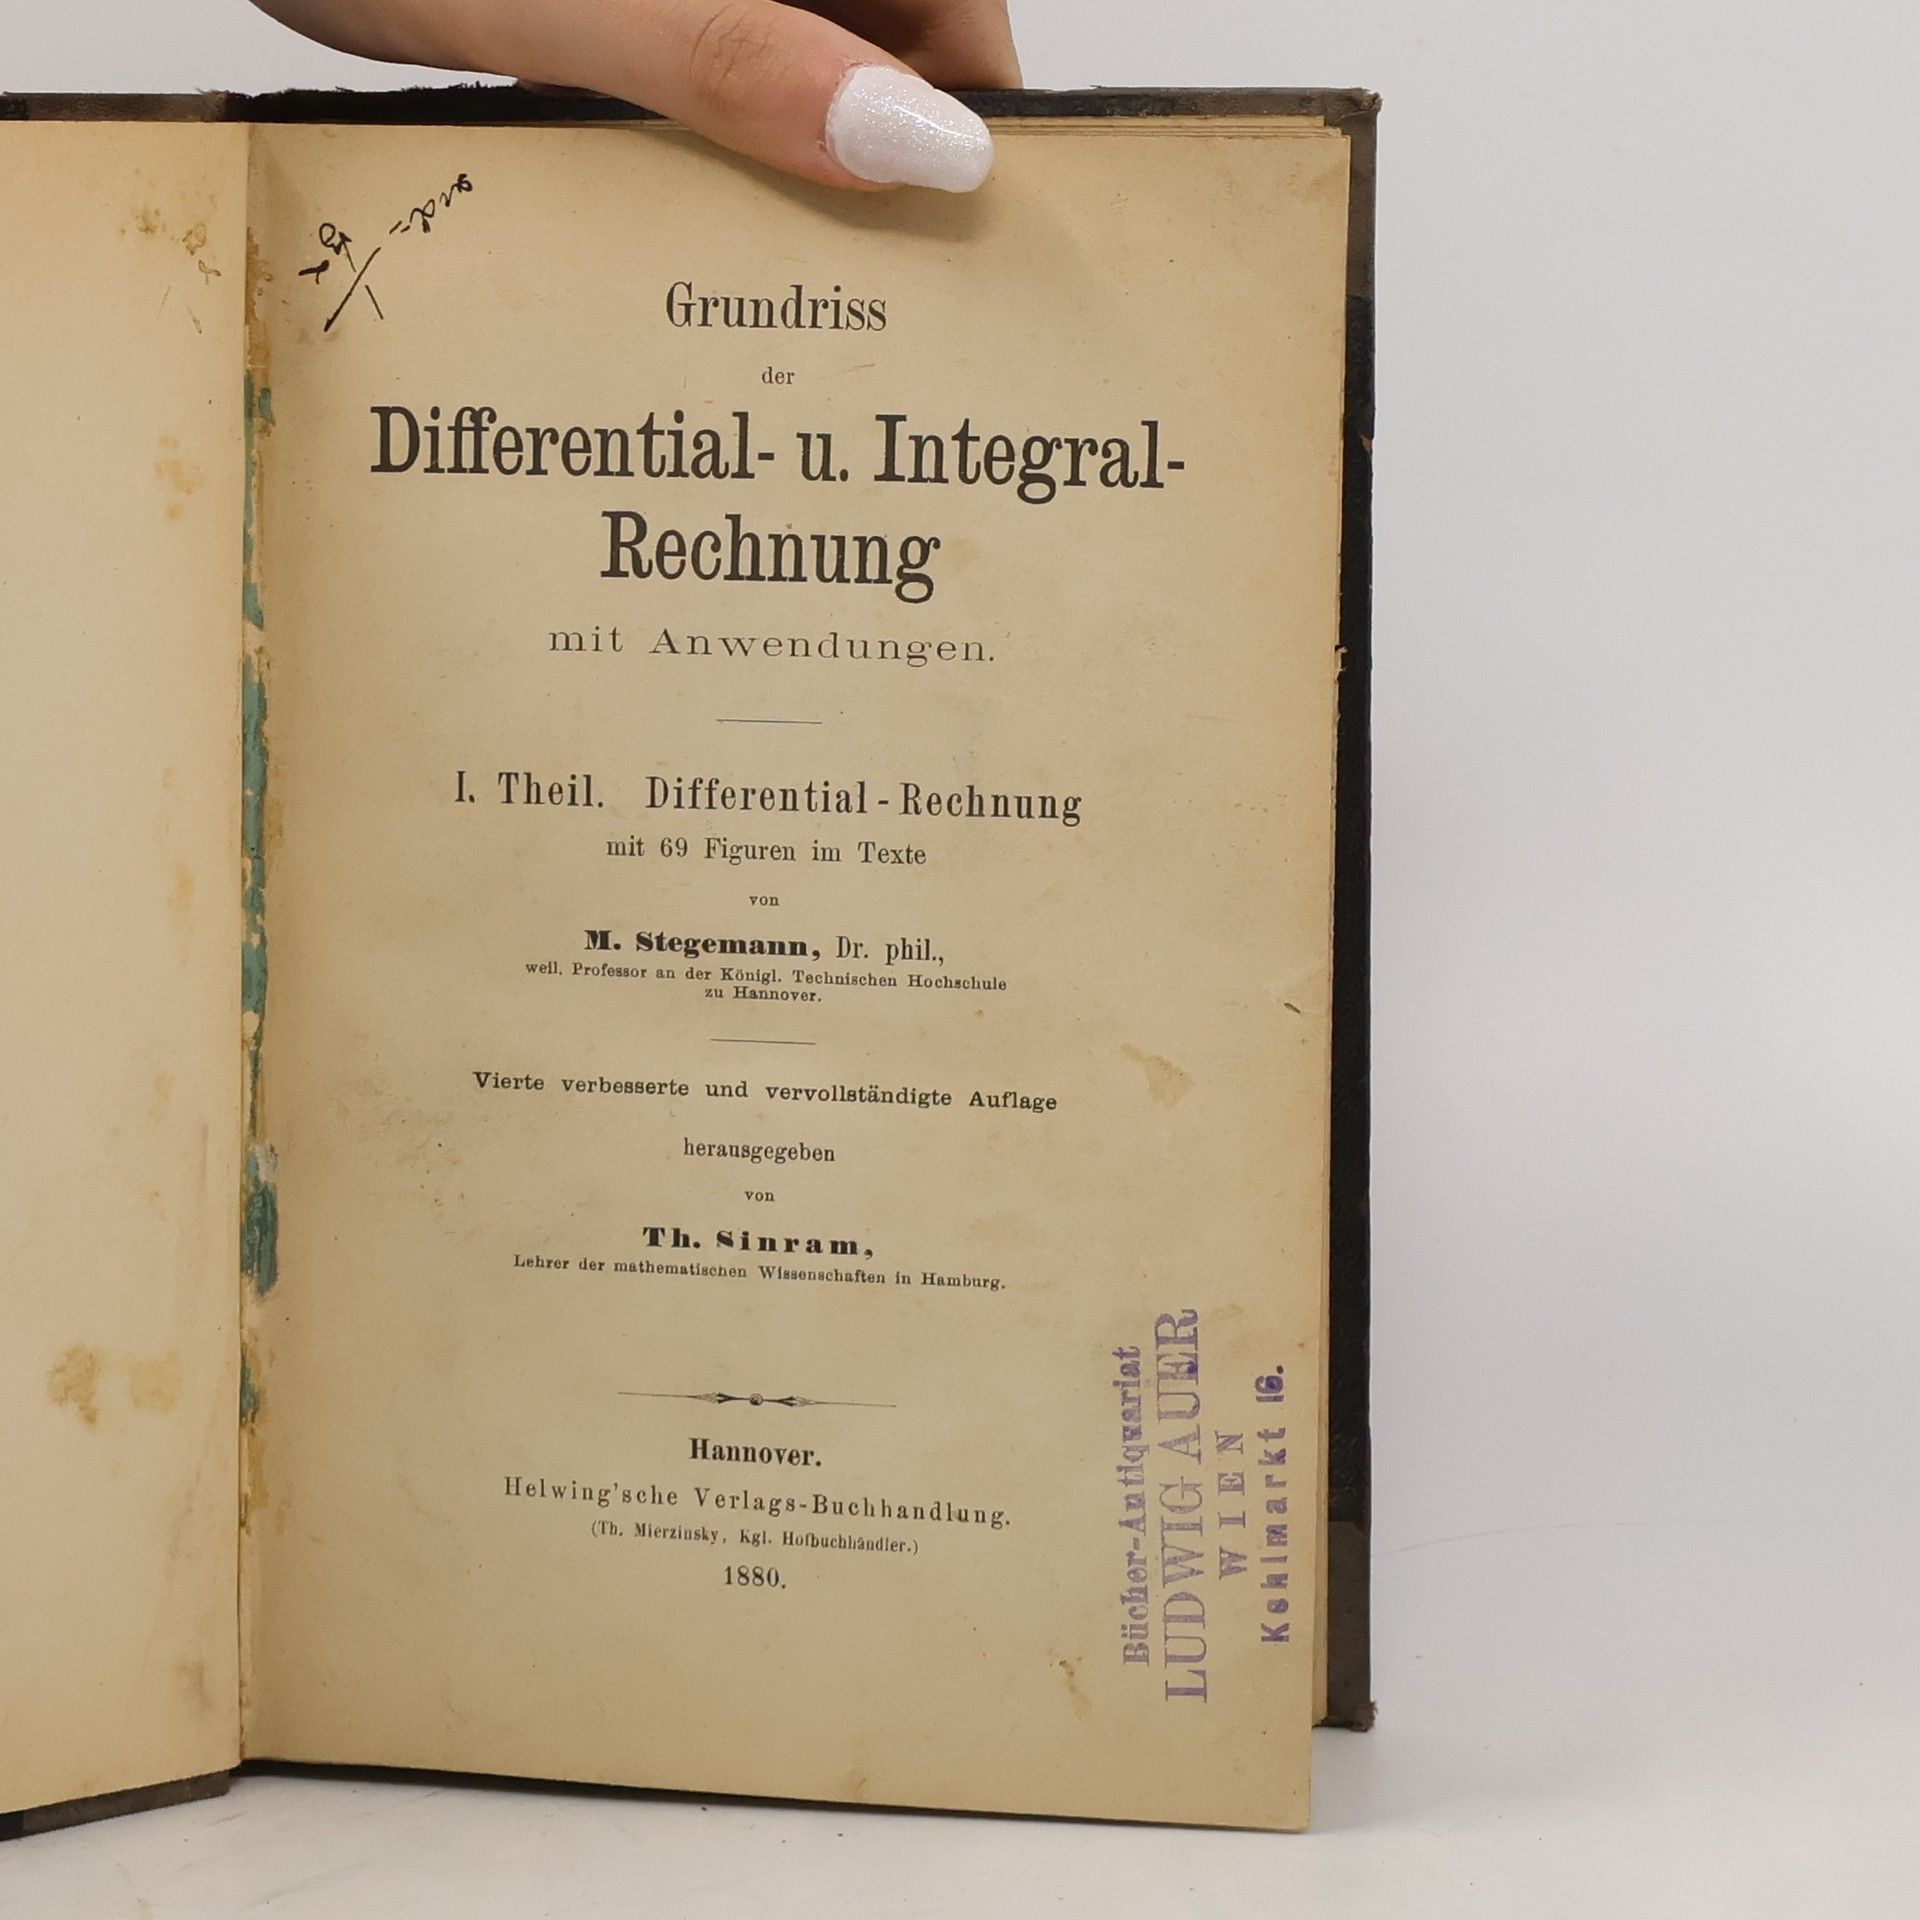 Grundriss
der
Differential- u. Integral-
Rechnung
mit Anwendungen.
I. Theil. Differential-Rechnung
mit 69 Figuren im Texte
von
M. Stegemann, Dr. phil.,
weil. Professor an der Königl. Technischen Hochschule
zu Hannover.
Vierte verbesserte und vervollständigte Auflage
herausgegeben
von
Th. Sinram,
Lehrer der mathematischen Wissenschaften in Hamburg.
Hannover.
Helwing'sche Verlags-Buchhandlung.
(Th. Mierzinsky, Kgl. Hofbuchhändler.)
1880.
Bücher-Antiquariat
LUDWIG AUER
WIEN
Kohlmarkt 16.